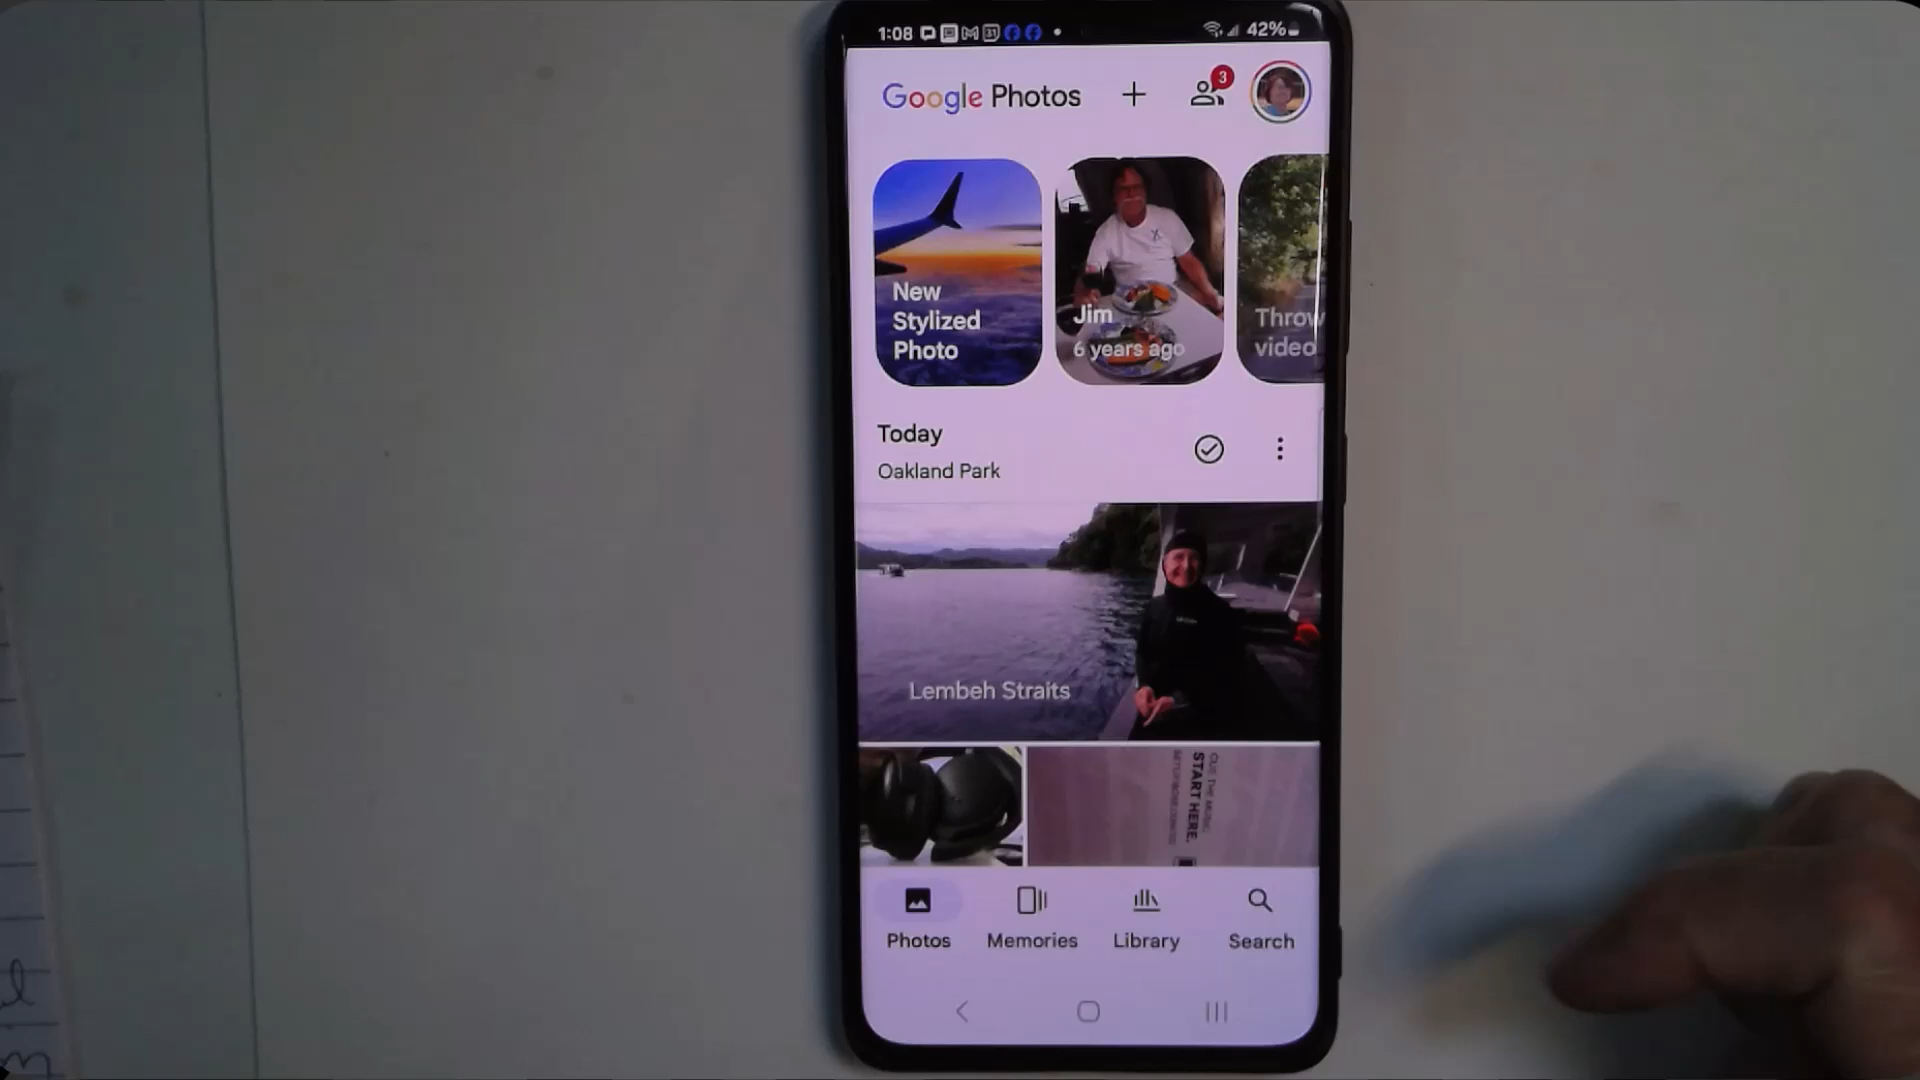 1:08
31
42%
Google Photos
3
New
Stylized
Photo
Jim
6 years ago
Throw
video
Today
Oakland Park
Lembeh Straits
START HERE.
Photos
Memories
Library
Search